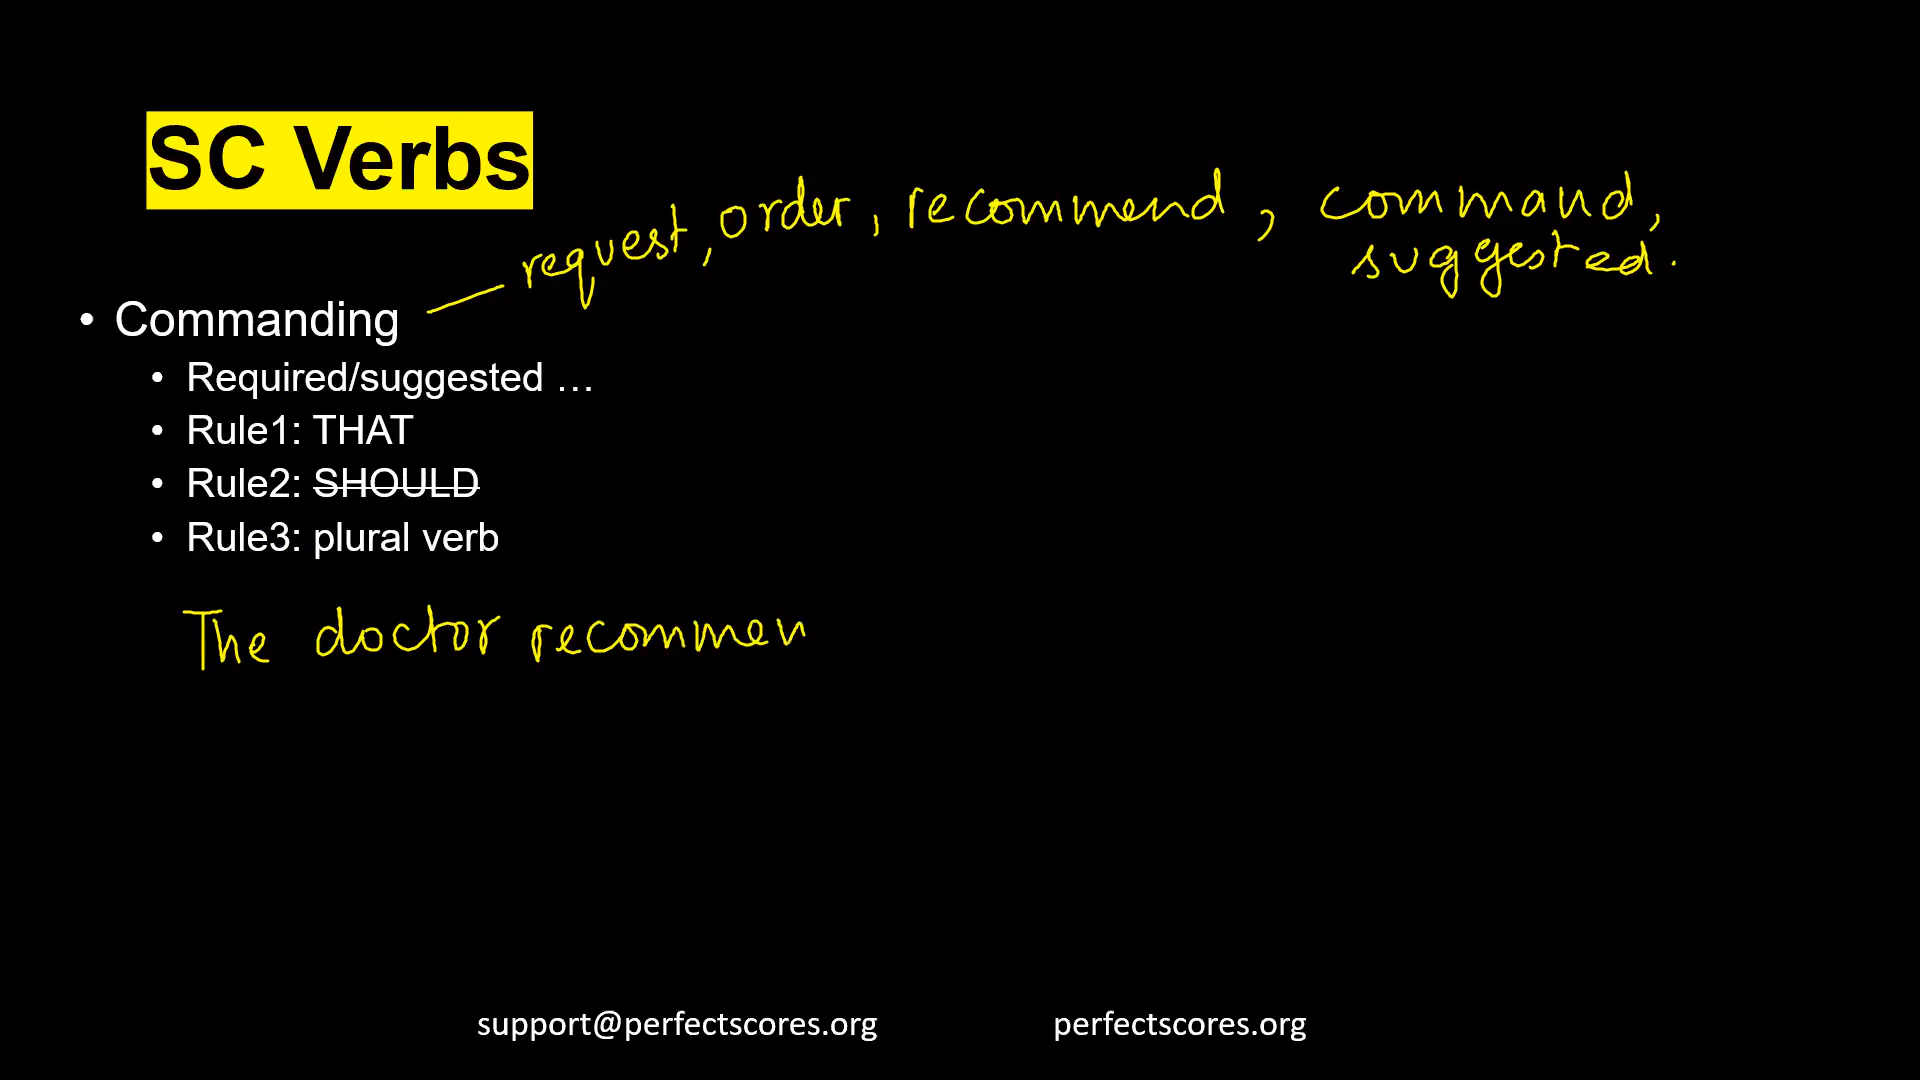 SC Verbs
request, order, recommend, command,
suggested.
• Commanding
• Required/suggested …
• Rule1: THAT
• Rule2: SHOULD
• Rule3: plural verb
The doctor recommen
support@perfectscores.org perfectscores.org